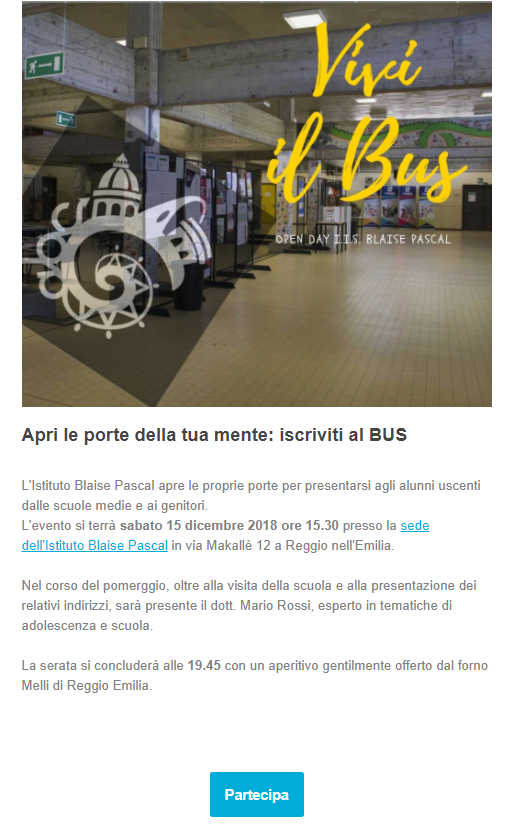 Vivi
il Bus
OPEN DAY I.I.S. BLAISE PASCAL
Apri le porte della tua mente: iscriviti al BUS
L'Istituto Blaise Pascal apre le proprie porte per presentarsi agli alunni uscenti
dalle scuole medie e ai genitori.
L'evento si terrà sabato 15 dicembre 2018 ore 15.30 presso la sede
dell'Istituto Blaise Pascal in via Makallè 12 a Reggio nell'Emilia.
Nel corso del pomerggio, oltre alla visita della scuola e alla presentazione dei
relativi indirizzi, sarà presente il dott. Mario Rossi, esperto in tematiche di
adolescenza e scuola.
La serata si concluderà alle 19.45 con un aperitivo gentilmente offerto dal forno
Melli di Reggio Emilia.
Partecipa